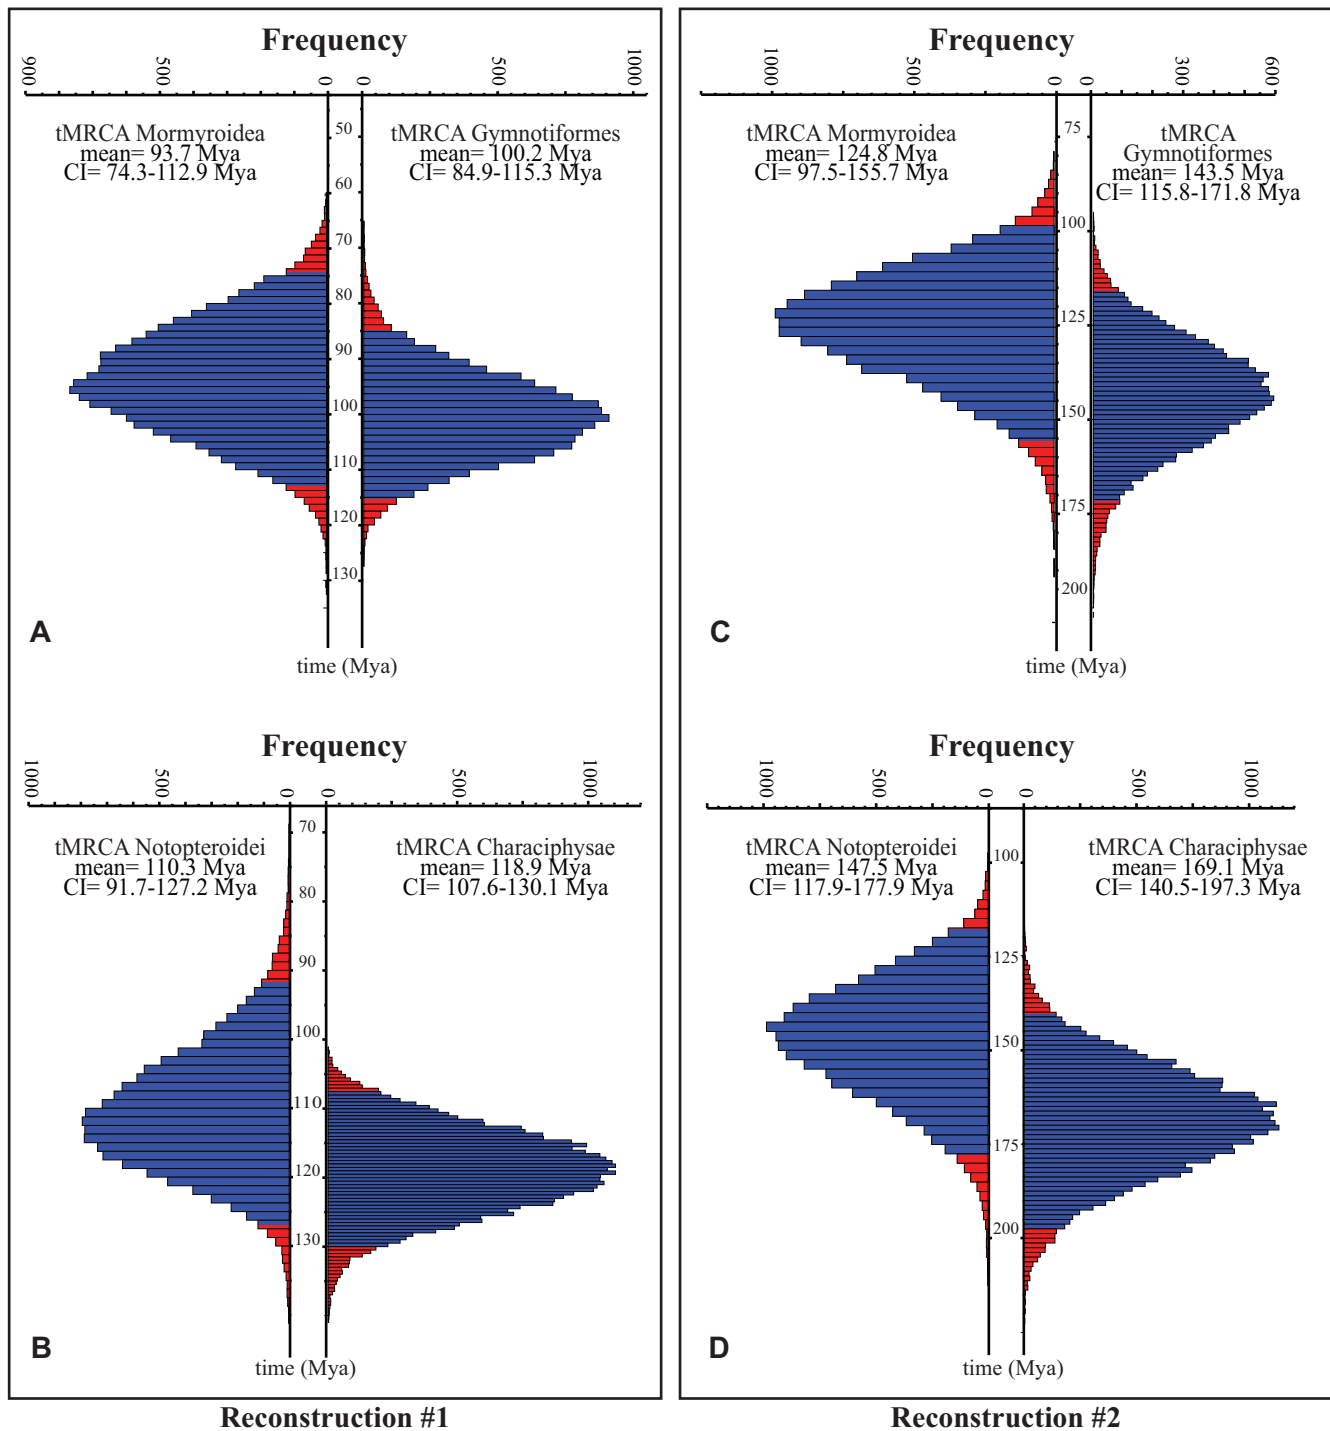 Frequency
900
500
0
0
500
1000
tMRCA Mormyroidea
mean= 93.7 Mya
CI= 74.3-112.9 Mya
tMRCA Gymnotiformes
mean= 100.2 Mya
CI= 84.9-115.3 Mya
50
60
70
80
90
100
110
120
130
A
time (Mya)
Frequency
1000
500
0
0
500
1000
tMRCA Notopteroidei
mean= 110.3 Mya
CI= 91.7-127.2 Mya
tMRCA Characiphysae
mean= 118.9 Mya
CI= 107.6-130.1 Mya
70
80
90
100
110
120
130
B
time (Mya)
Reconstruction #1
Frequency
1000
500
0
0
300
600
tMRCA Mormyroidea
mean= 124.8 Mya
CI= 97.5-155.7 Mya
tMRCA
Gymnotiformes
mean= 143.5 Mya
CI= 115.8-171.8 Mya
75
100
125
150
175
200
C
time (Mya)
Frequency
1000
500
0
0
500
1000
tMRCA Notopteroidei
mean= 147.5 Mya
CI= 117.9-177.9 Mya
tMRCA Characiphysae
mean= 169.1 Mya
CI= 140.5-197.3 Mya
100
125
150
175
200
D
time (Mya)
Reconstruction #2